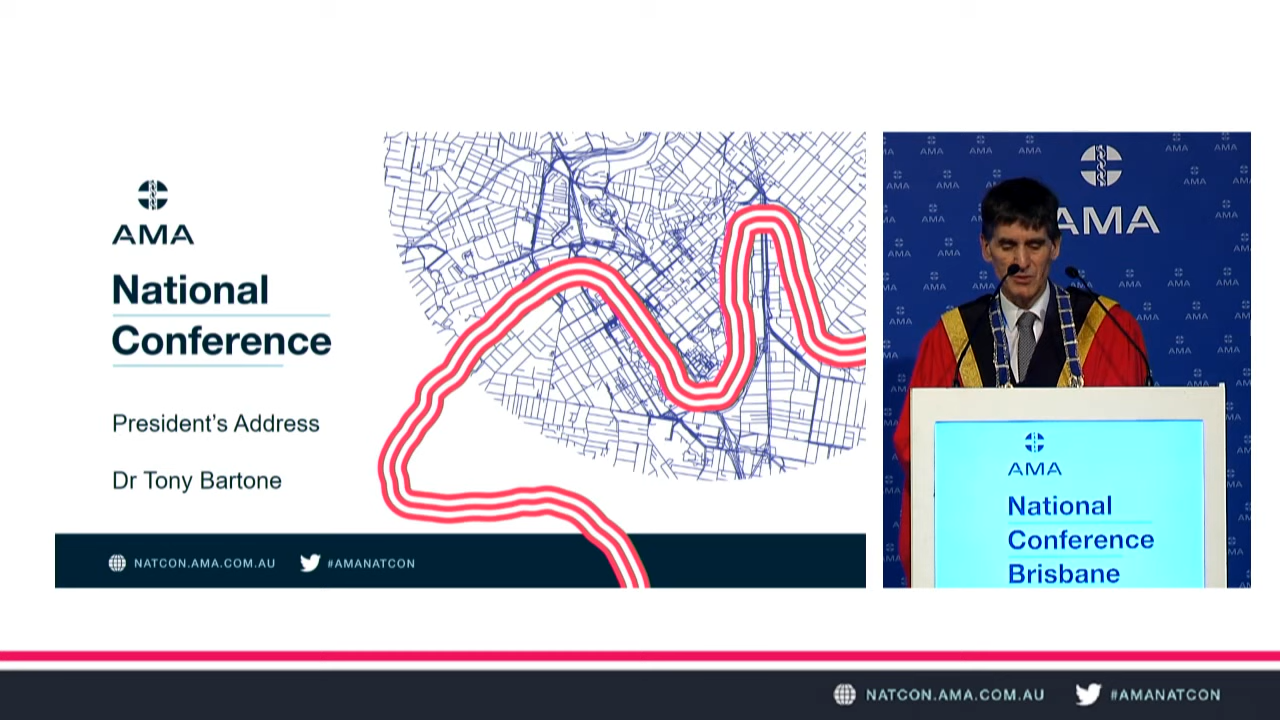 AMA
National
Conference
President's Address
Dr Tony Bartone
NATCON.AMA.COM.AU
#AMANATCON
AMA
AMA
National
Conference
Brisbane
NATCON.AMA.COM.AU
#AMANATCON